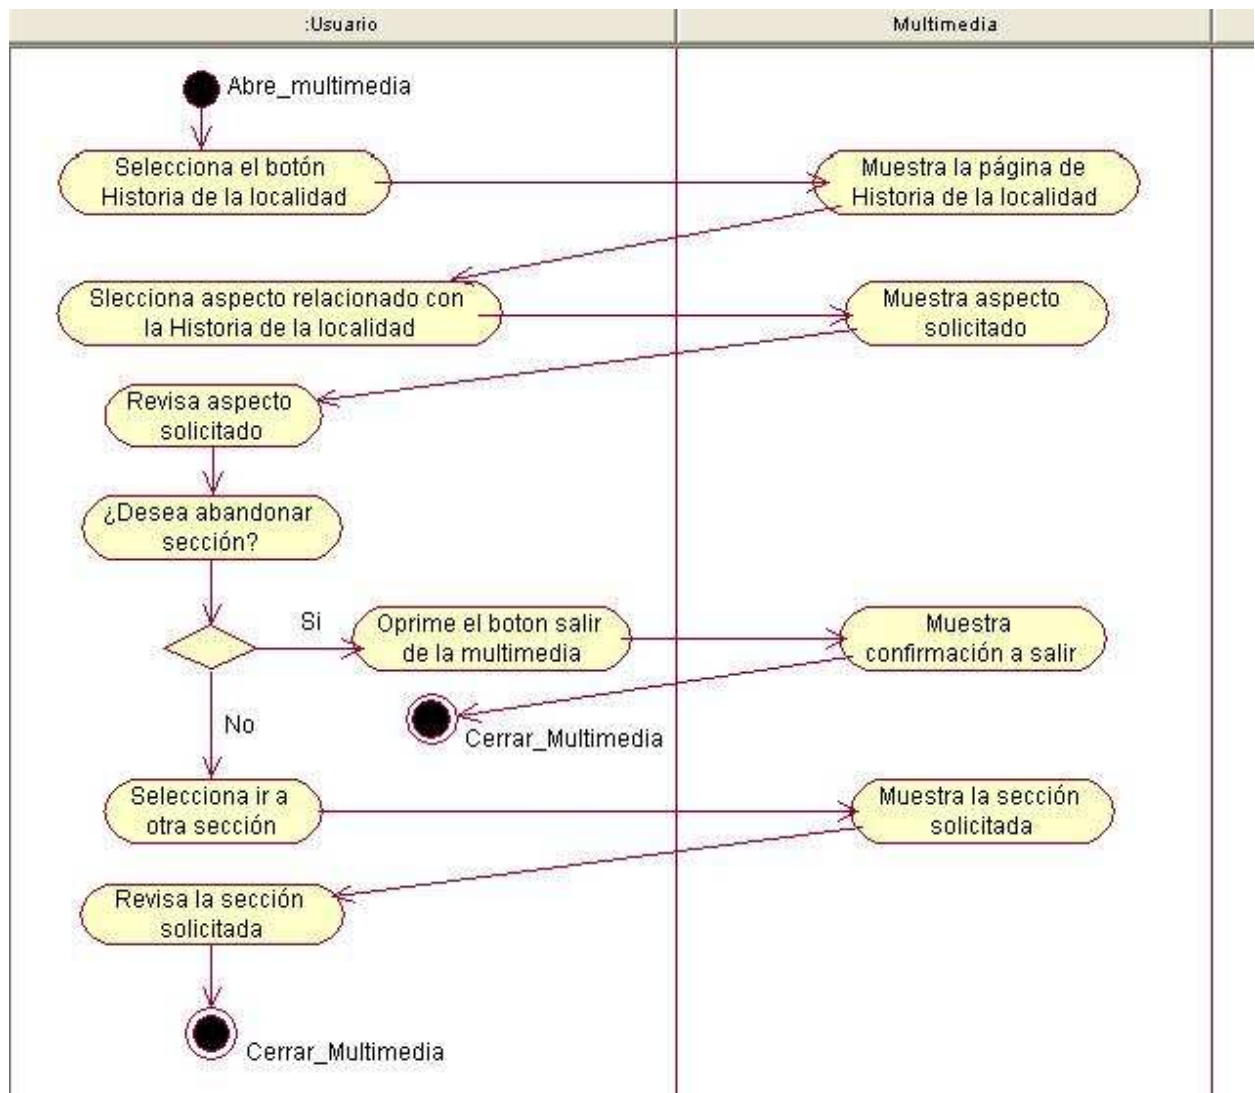 :Usuario
Multimedia
Abre_multimedia
Selecciona el botón
Historia de la localidad
Muestra la página de
Historia de la localidad
Slecciona aspecto relacionado con
la Historia de la localidad
Muestra aspecto
solicitado
Revisa aspecto
solicitado
¿Desea abandonar
sección?
Si
Oprime el boton salir
de la multimedia
Muestra
confirmación a salir
No
Cerrar_Multimedia
Selecciona ir a
otra sección
Muestra la sección
solicitada
Revisa la sección
solicitada
Cerrar_Multimedia